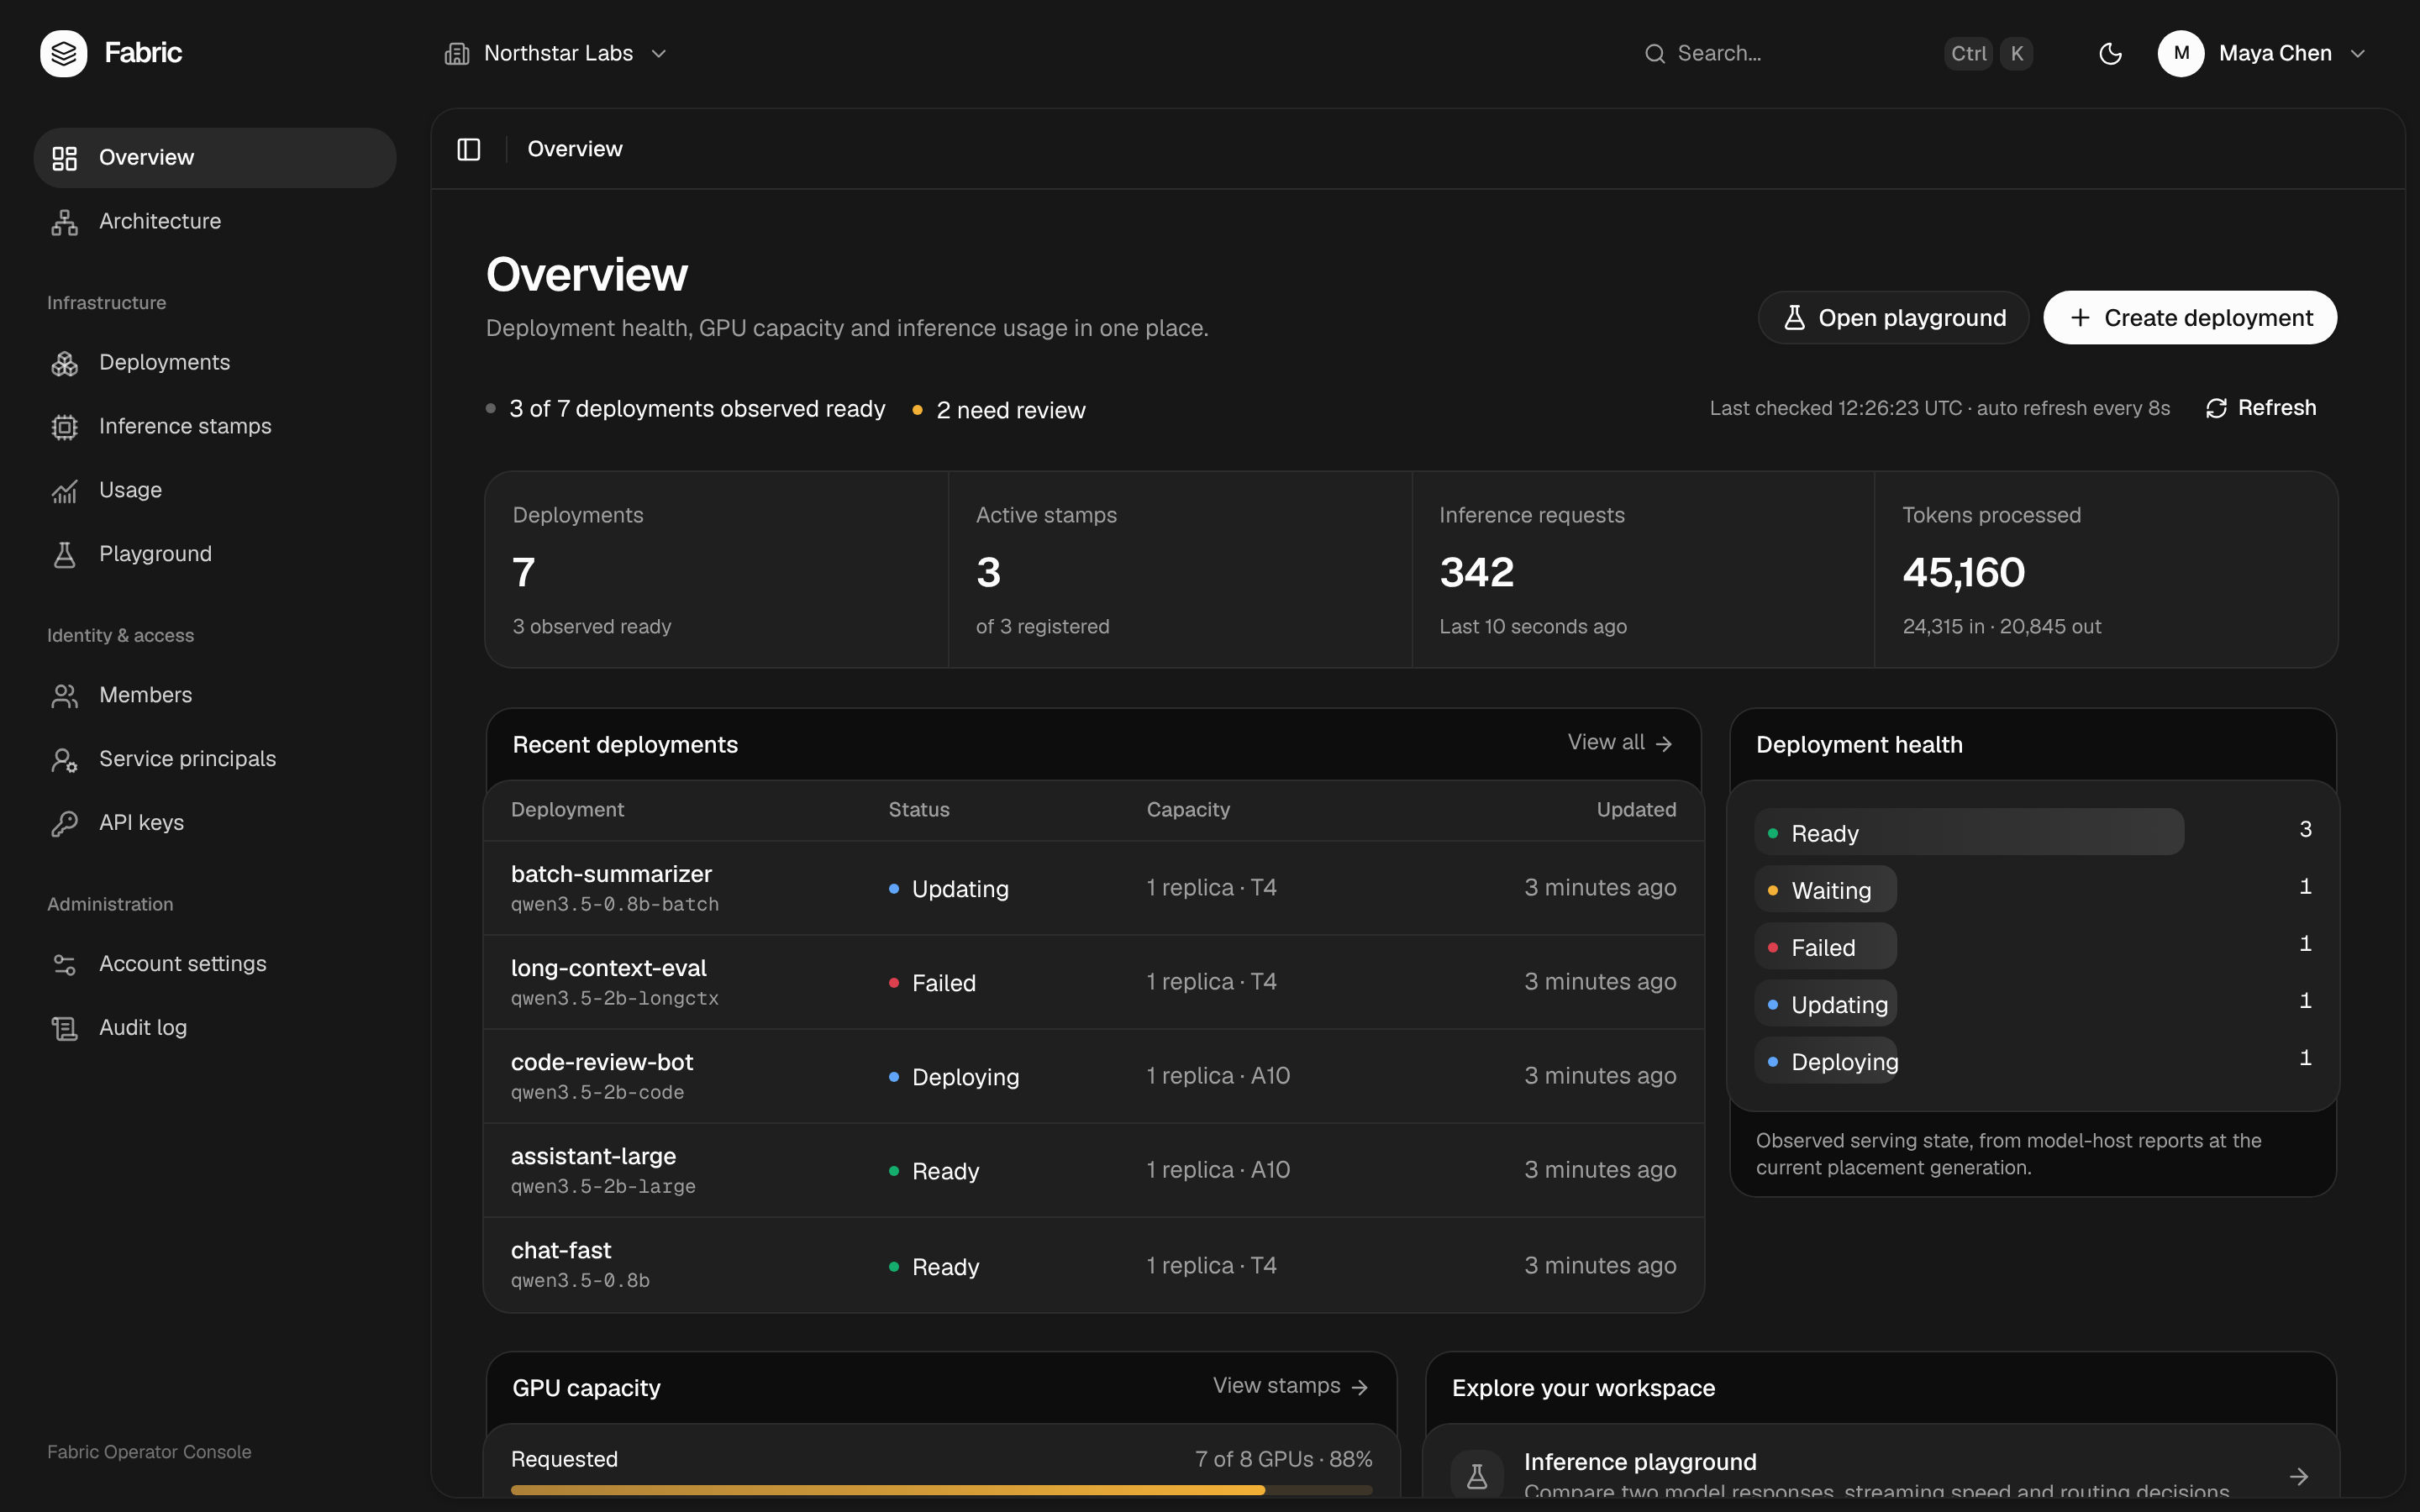 Fabric
Northstar Labs
Search...
Ctrl K
M
Maya Chen
Overview
Architecture
Infrastructure
Deployments
Inference stamps
Usage
Playground
Identity & access
Members
Service principals
API keys
Administration
Account settings
Audit log
Fabric Operator Console
Overview
Overview
Deployment health, GPU capacity and inference usage in one place.
Open playground
Create deployment
3 of 7 deployments observed ready
2 need review
Last checked 12:26:23 UTC · auto refresh every 8s
Refresh
Deployments
7
3 observed ready
Active stamps
3
of 3 registered
Inference requests
342
Last 10 seconds ago
Tokens processed
45,160
24,315 in · 20,845 out
Recent deployments
View all
Deployment Status Capacity Updated
batch-summarizer
qwen3.5-0.8b-batch
Updating
1 replica · T4
3 minutes ago
long-context-eval
qwen3.5-2b-longctx
Failed
1 replica · T4
3 minutes ago
code-review-bot
qwen3.5-2b-code
Deploying
1 replica · A10
3 minutes ago
assistant-large
qwen3.5-2b-large
Ready
1 replica · A10
3 minutes ago
chat-fast
qwen3.5-0.8b
Ready
1 replica · T4
3 minutes ago
Deployment health
Ready 3
Waiting 1
Failed 1
Updating 1
Deploying 1
Observed serving state, from model-host reports at the
current placement generation.
GPU capacity
View stamps
Requested
7 of 8 GPUs · 88%
Explore your workspace
Inference playground
Compare two model responses, streaming speed and routing decisions